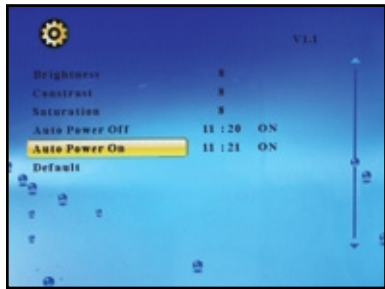 V1.1
Brightness 8
Constrast 8
Saturation 8
Auto Power Off 11 : 20 ON
Auto Power On 11 : 21 ON
Default